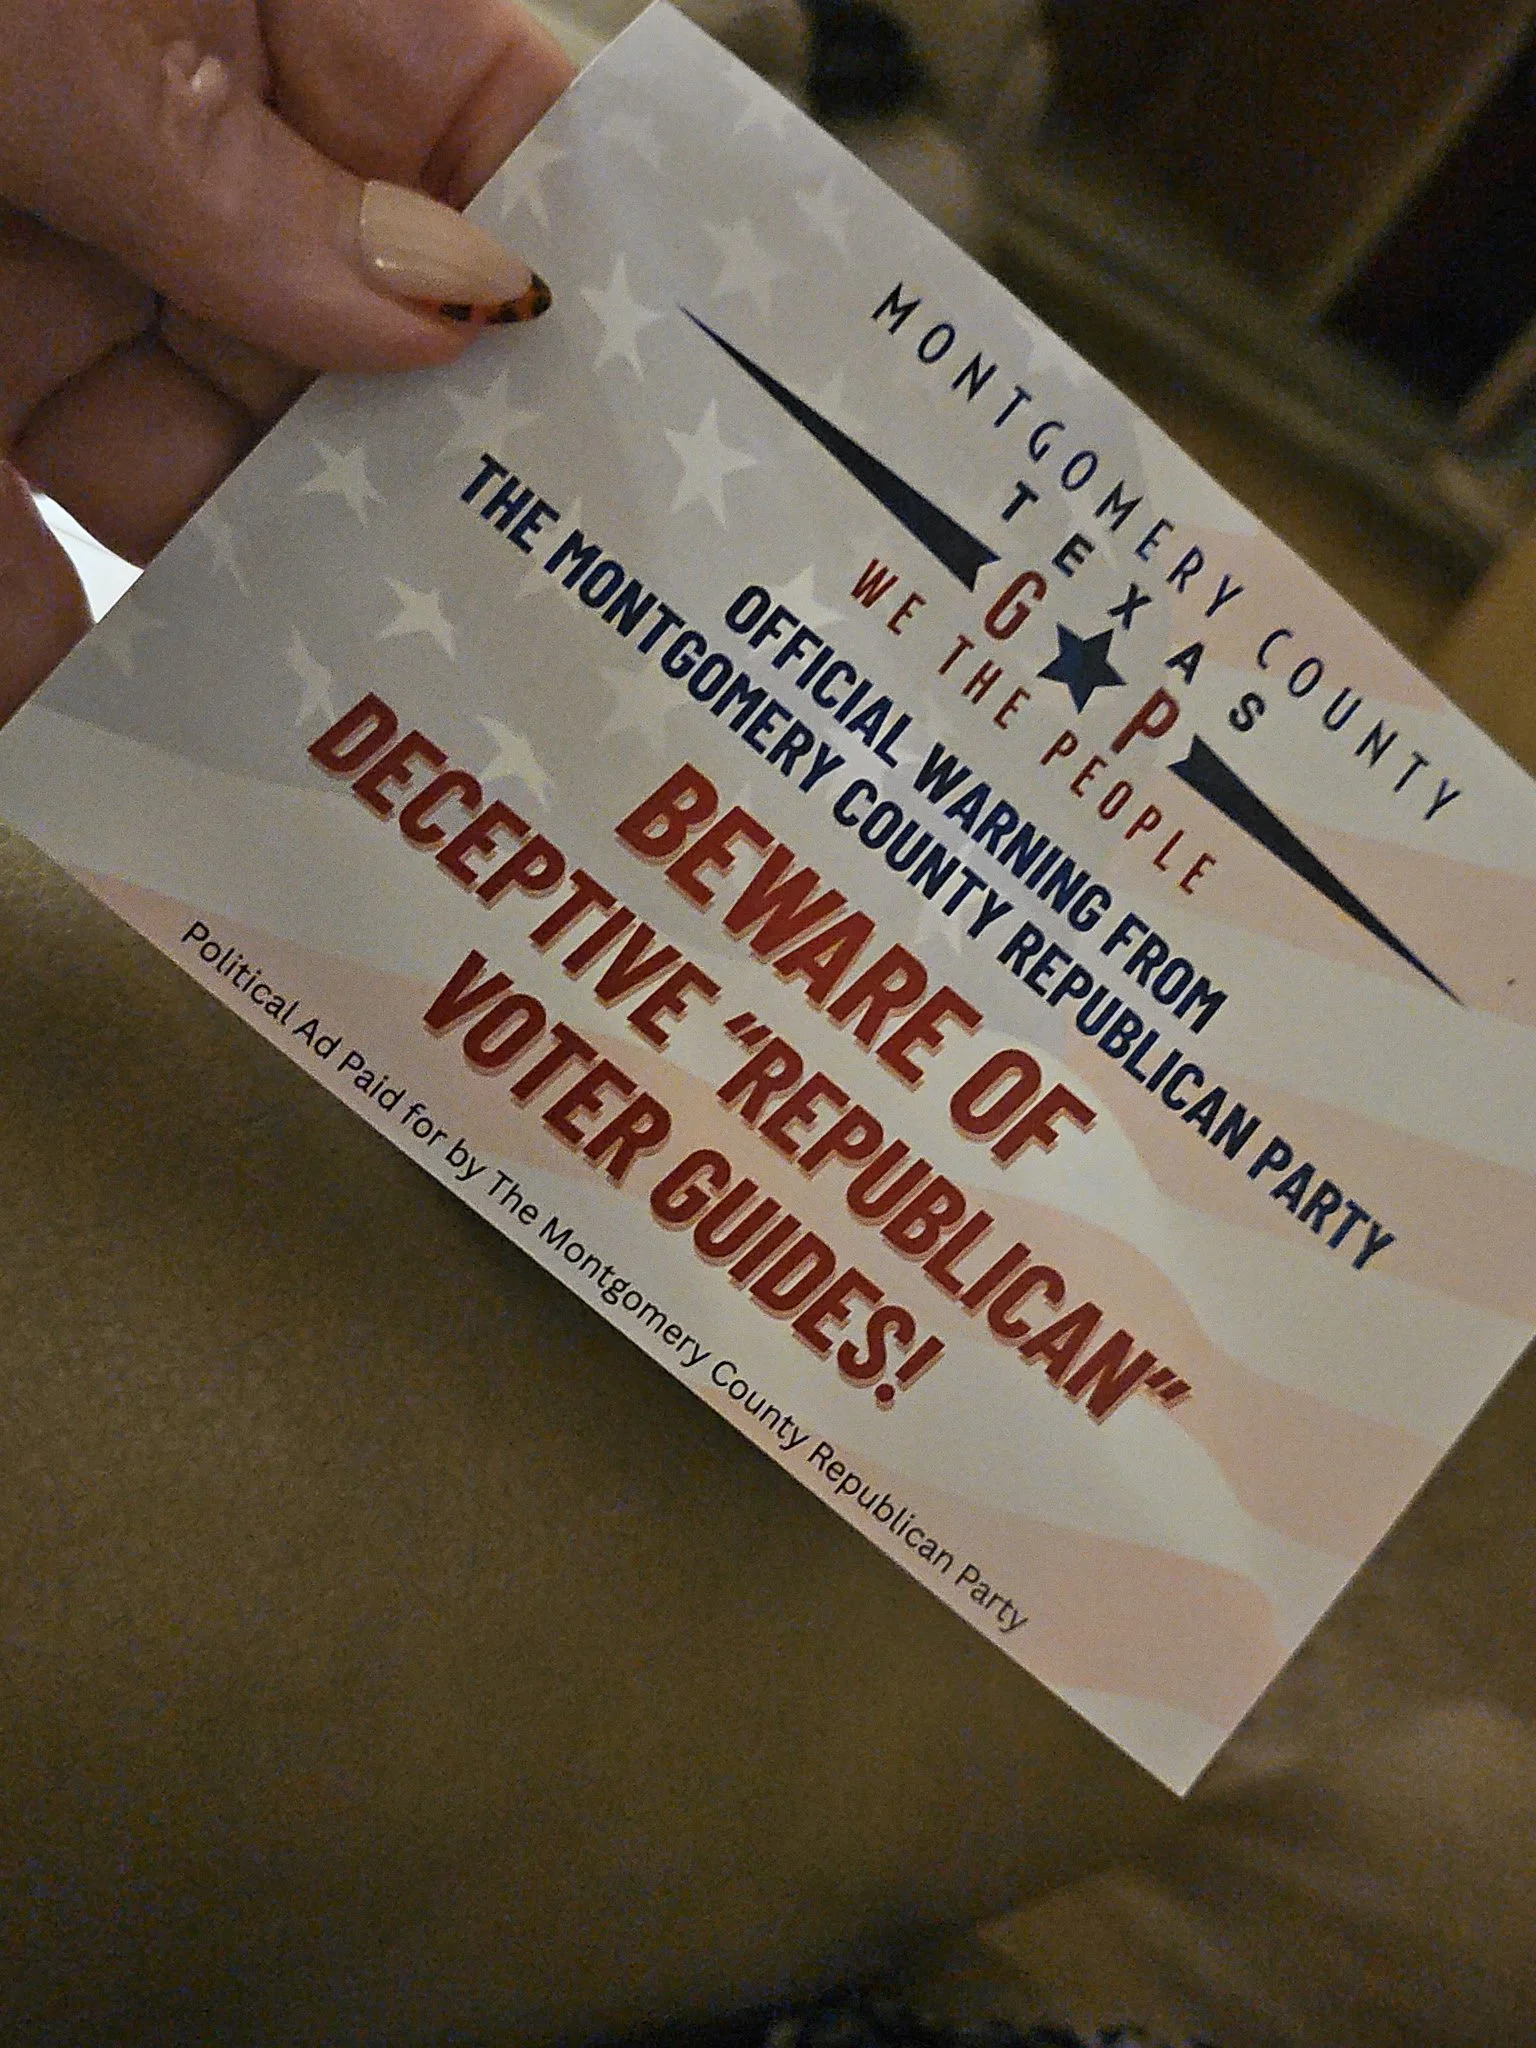 MONTGOMERY COUNTY
TEXAS
G★P
WE THE PEOPLE
OFFICIAL WARNING FROM
THE MONTGOMERY COUNTY REPUBLICAN PARTY
BEWARE OF
DECEPTIVE "REPUBLICAN"
VOTER GUIDES!
Political Ad Paid for by The Montgomery County Republican Party